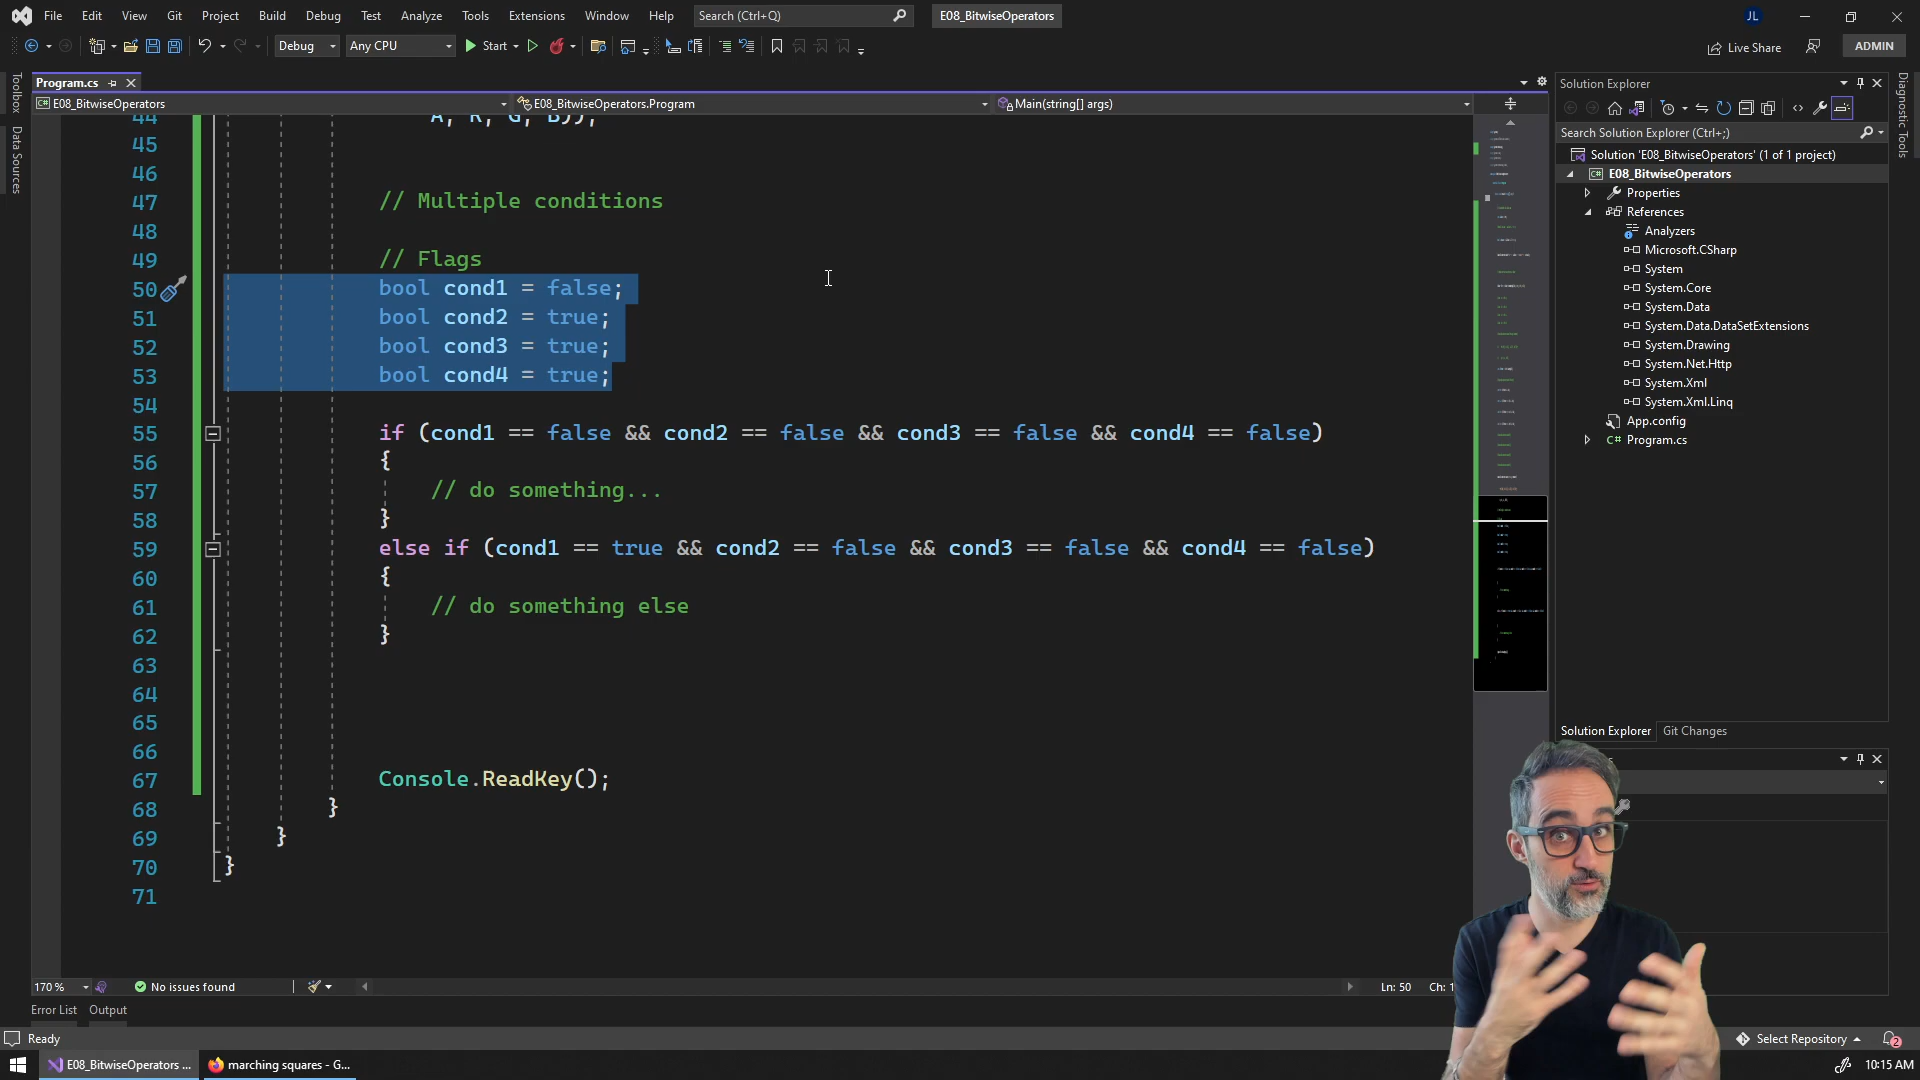 File Edit View Git Project Build Debug Test Analyze Tools Extensions Window Help Search (Ctrl+Q) E08_BitwiseOperators JL
Debug Any CPU Start Live Share ADMIN
Toolbox
Data Sources
Program.cs
E08_BitwiseOperators E08_BitwiseOperators.Program Main(string[] args)
44 A, R, G, B));
45
46
47 // Multiple conditions
48
49 // Flags
50 bool cond1 = false;
51 bool cond2 = true;
52 bool cond3 = true;
53 bool cond4 = true;
54
55 if (cond1 == false && cond2 == false && cond3 == false && cond4 == false)
56 {
57 // do something...
58 }
59 else if (cond1 == true && cond2 == false && cond3 == false && cond4 == false)
60 {
61 // do something else
62 }
63
64
65
66
67 Console.ReadKey();
68 }
69 }
70 }
71
170 % No issues found Ln: 50 Ch: 1
Error List Output
Ready
Solution Explorer
Search Solution Explorer (Ctrl+;)
Solution 'E08_BitwiseOperators' (1 of 1 project)
C# E08_BitwiseOperators
Properties
References
Analyzers
Microsoft.CSharp
System
System.Core
System.Data
System.Data.DataSetExtensions
System.Drawing
System.Net.Http
System.Xml
System.Xml.Linq
App.config
C# Program.cs
Solution Explorer Git Changes
Diagnostic Tools
Select Repository 2
E08_BitwiseOperators ... marching squares - G... 10:15 AM